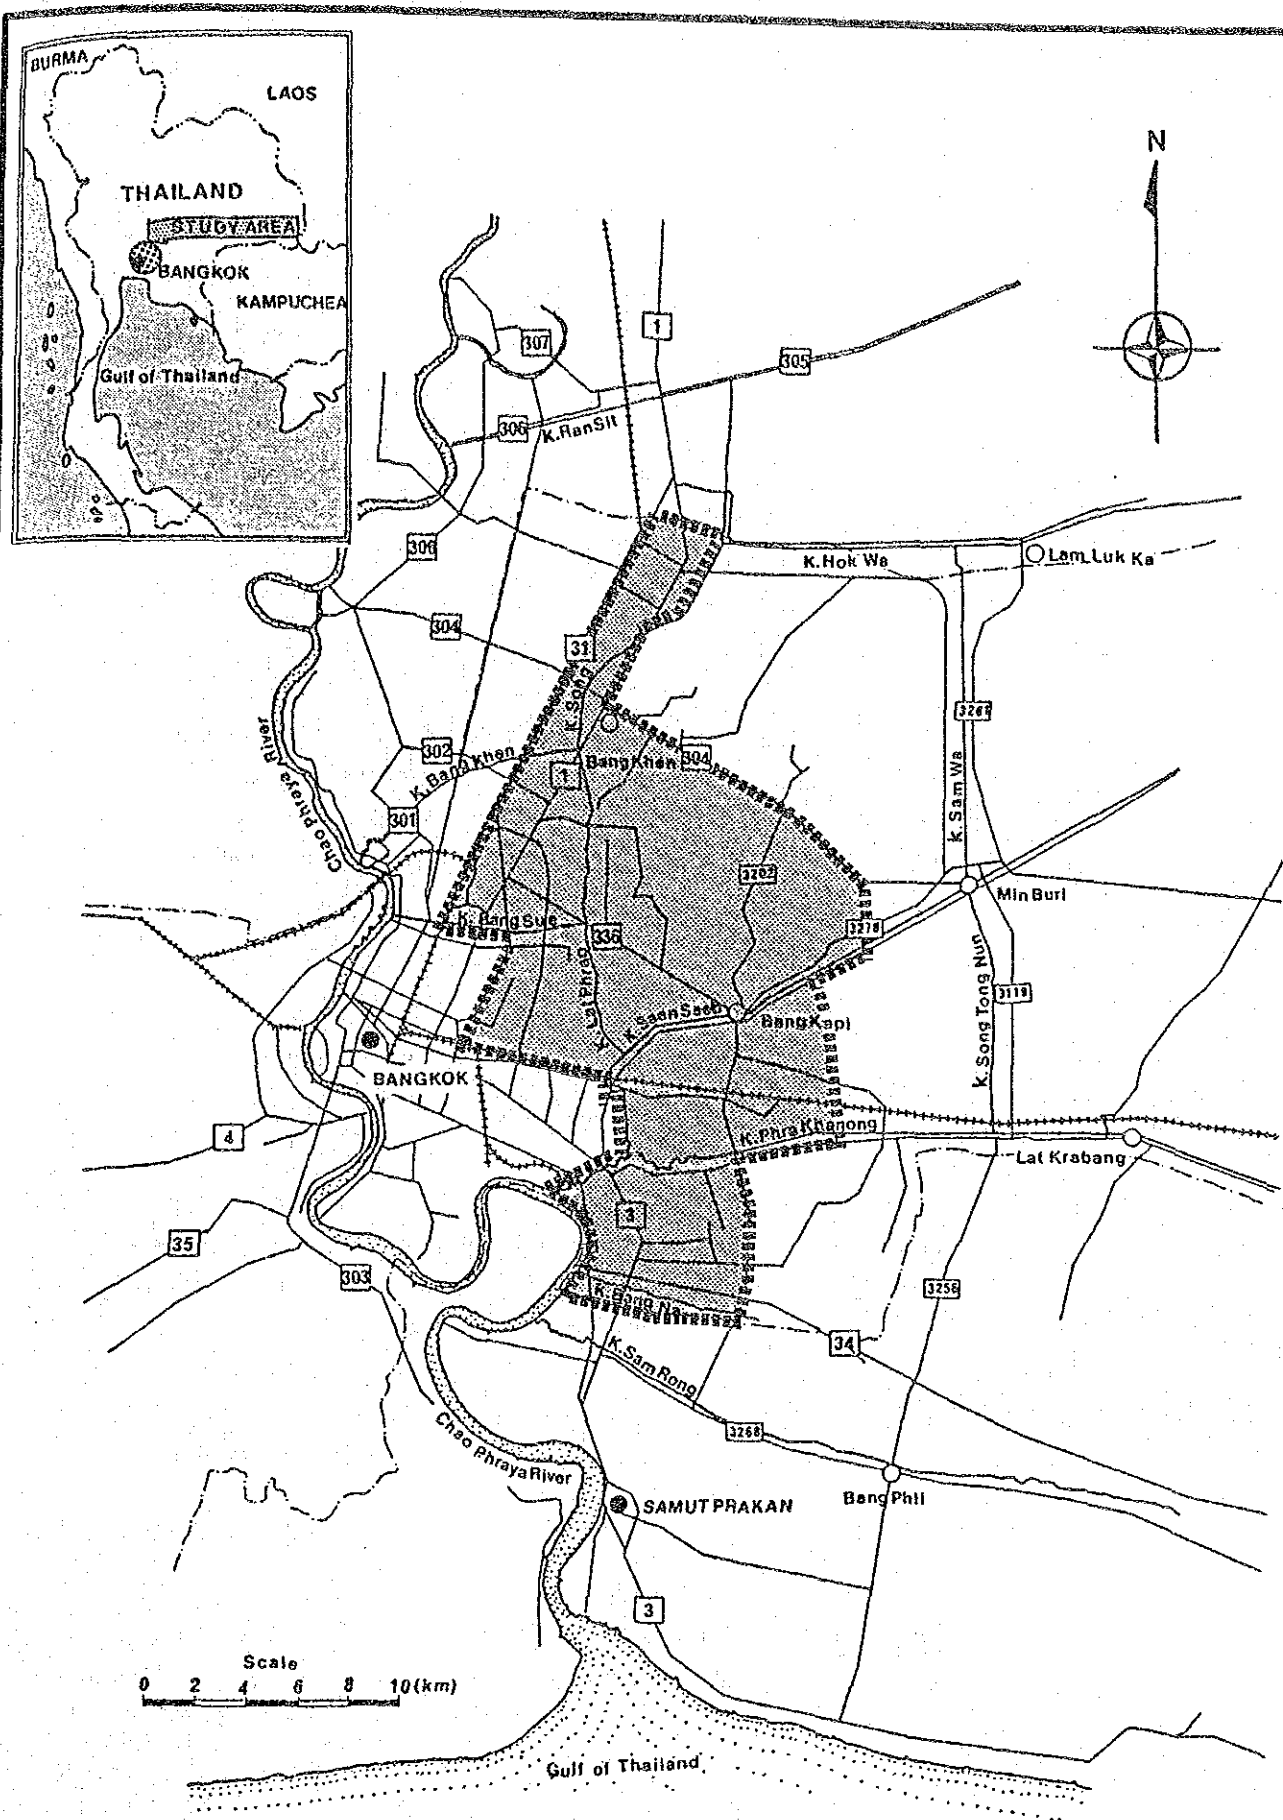 BURMA
LAOS
THAILAND
STUDY AREA
BANGKOK
KAMPUCHEA
Gulf of Thailand
N
1
307
305
306
K.RanSit
306
K.Hok Wa
Lam Luk Ka
304
31
K. Song
302
K. Bang Khen
Bang Khen
304
1
Chao Phraya River
301
K. Sam Wa
3202
Min Buri
K. Bang Sue
336
3278
Lat Phrao
K. Saan Saeb
Bang Kapi
K. Song Tong Nun
3119
BANGKOK
4
K. Phra Khanong
Lat Krabang
3
35
303
K. Bang Na
3256
34
K. Sam Rong
3268
Chao Phraya River
Bang Phli
SAMUT PRAKAN
3
Scale
0 2 4 6 8 10(km)
Gulf of Thailand